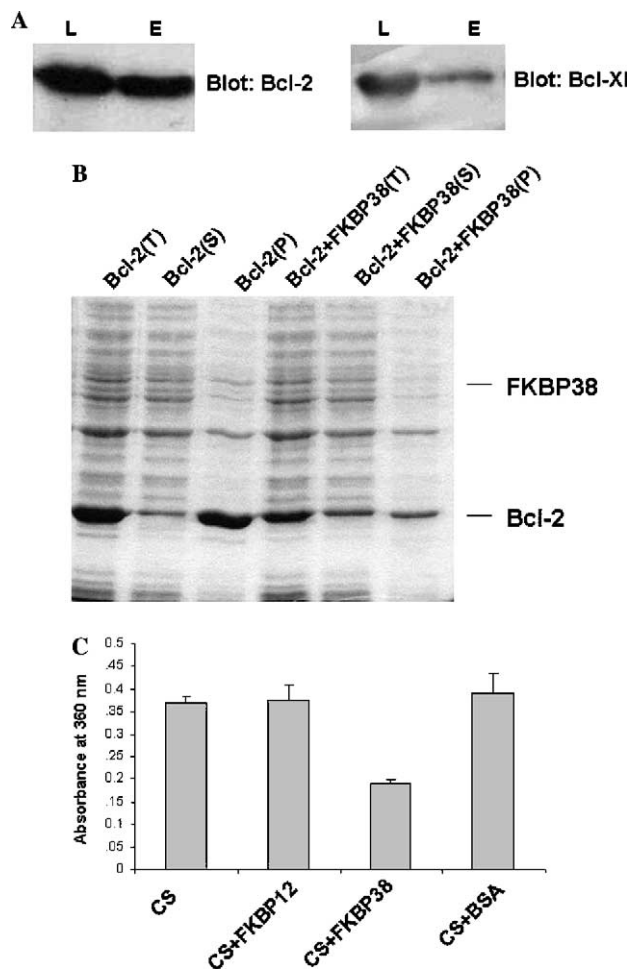 A
L E
Blot: Bcl-2
L E
Blot: Bcl-Xl
B
Bcl-2(T)
Bcl-2(S)
Bcl-2(P)
Bcl-2+FKBP38(T)
Bcl-2+FKBP38(S)
Bcl-2+FKBP38(P)
FKBP38
Bcl-2
C
Absorbance at 360 nm
0.5
.45
0.4
.35
0.3
.25
0.2
.15
0.1
.05
0
CS
CS+FKBP12
CS+FKBP38
CS+BSA